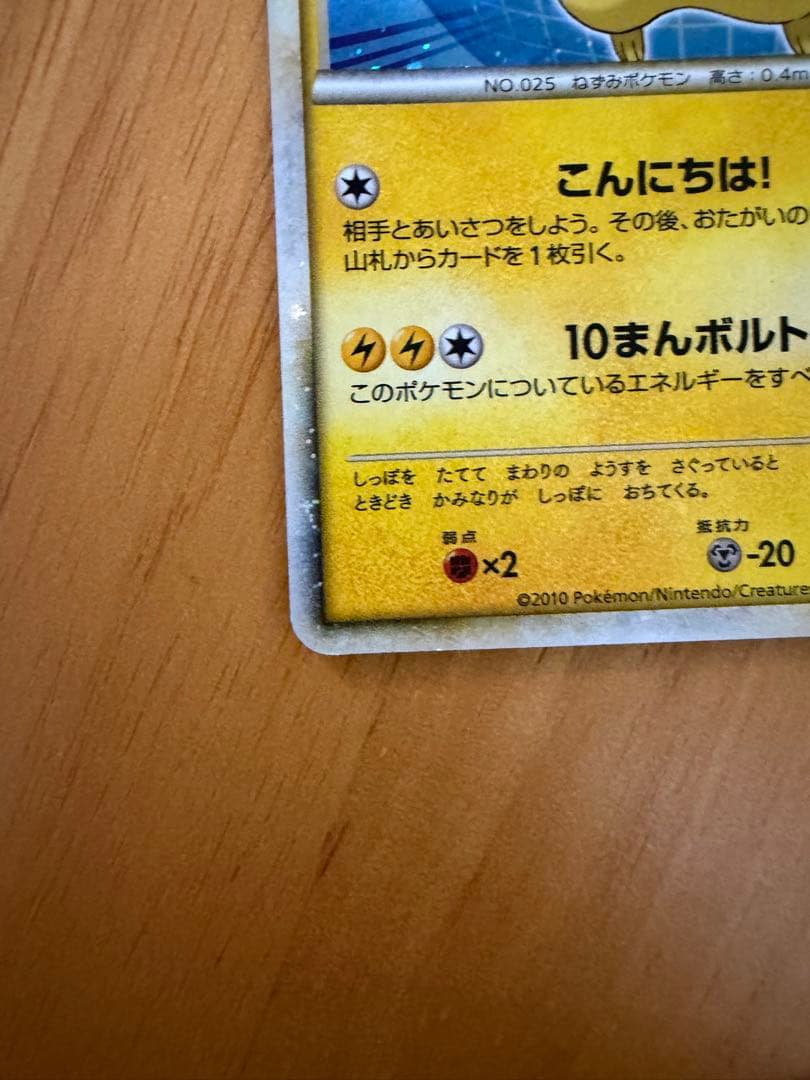 NO.025 ねずみポケモン 高さ:0.4m
こんにちは!
相手とあいさつをしよう。その後、おたがいの
山札からカードを1枚引く。
10まんボルト
このポケモンについているエネルギーをすべ
しっぽを たてて まわりの ようすを さぐっていると
ときどき かみなりが しっぽに おちてくる。
弱点 抵抗力
×2 -20
©2010 Pokémon/Nintendo/Creatures